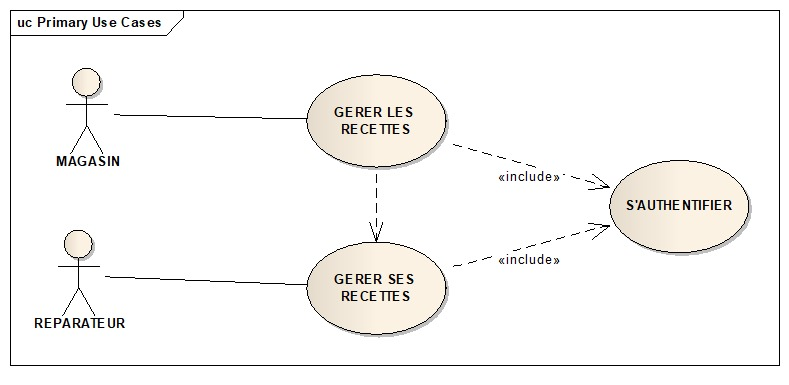 uc Primary Use Cases
MAGASIN
GERER LES
RECETTES
«include»
S'AUTHENTIFIER
REPARATEUR
GERER SES
RECETTES
«include»